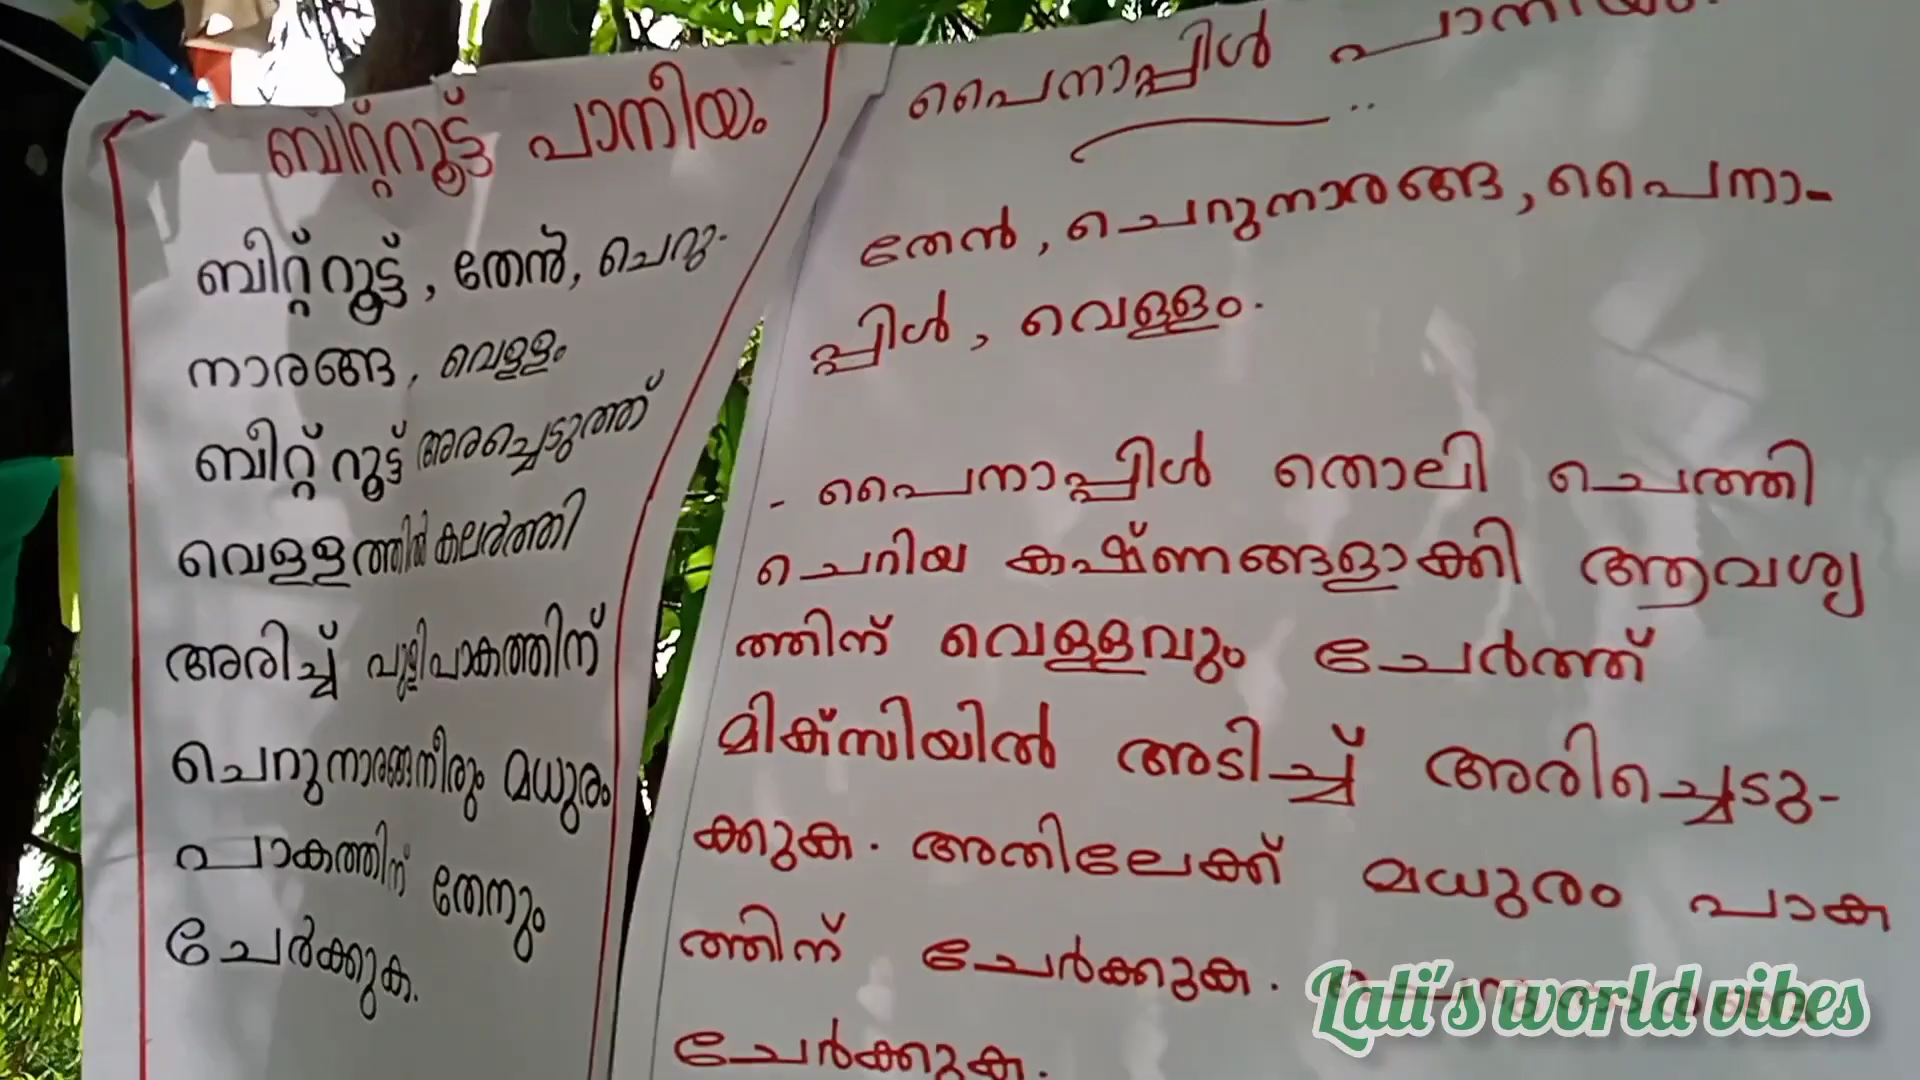 ബീറ്റ്റൂട്ട് പാനീയം
ബീറ്റ്റൂട്ട്, തേൻ, ചെറു-
നാരങ്ങ, വെള്ളം
ബീറ്റ് റൂട്ട് അരച്ചെടുത്ത്
വെള്ളത്തിൽ കലർത്തി
അരിച്ച് പുളിപാകത്തിന്
ചെറുനാരങ്ങനീരും മധുരം
പാകത്തിന് തേനും
ചേർക്കുക.
പൈനാപ്പിൾ പാനീയം.
തേൻ, ചെറുനാരങ്ങ, പൈനാ-
പ്പിൾ, വെള്ളം.
- പൈനാപ്പിൾ തൊലി ചെത്തി
ചെറിയ കഷ്ണങ്ങളാക്കി ആവശ്യ
ത്തിന് വെള്ളവും ചേർത്ത്
മിക്സിയിൽ അടിച്ച് അരിച്ചെടു-
ക്കുക. അതിലേക്ക് മധുരം പാക
ത്തിന് ചേർക്കുക.
ചേർക്കുക.
Lali's world vibes